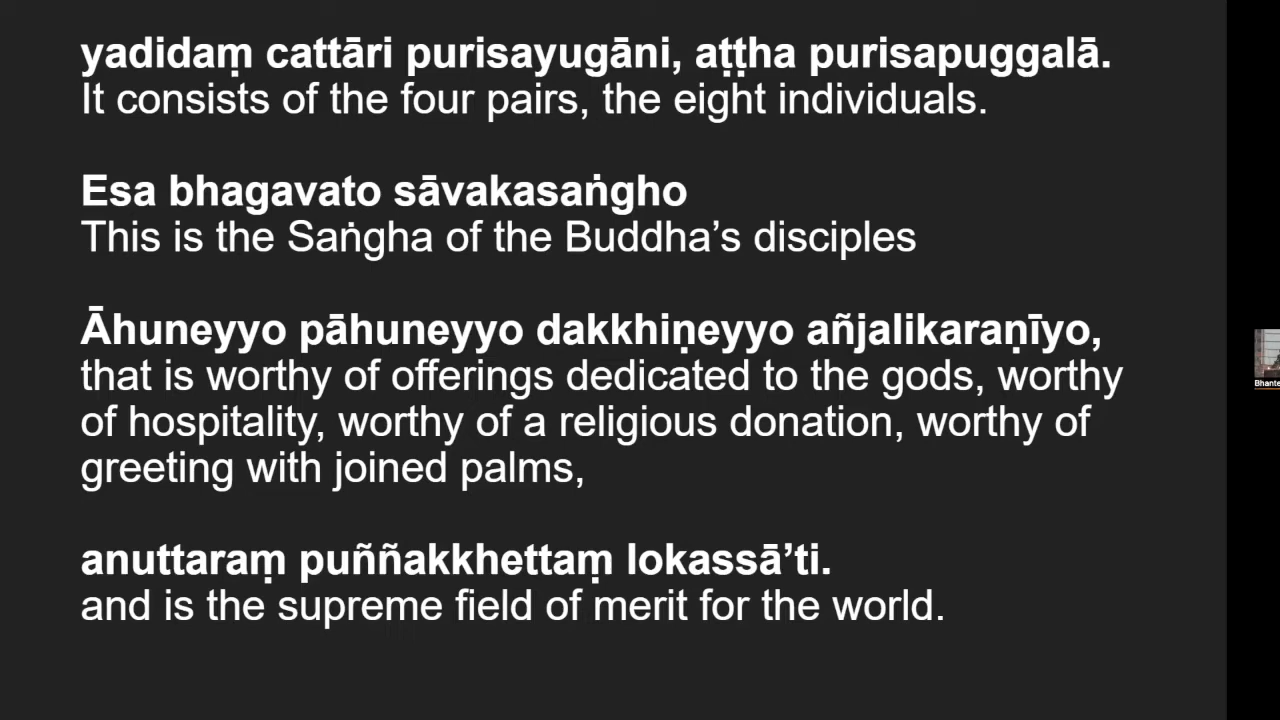 yadidaṃ cattāri purisayugāni, aṭṭha purisapuggalā.
It consists of the four pairs, the eight individuals.
Esa bhagavato sāvakasaṅgho
This is the Saṅgha of the Buddha’s disciples
Āhuneyyo pāhuneyyo dakkhiṇeyyo añjalikaraṇīyo,
that is worthy of offerings dedicated to the gods, worthy
of hospitality, worthy of a religious donation, worthy of
greeting with joined palms,
anuttaraṃ puññakkhettaṃ lokassā’ti.
and is the supreme field of merit for the world.
Bhante